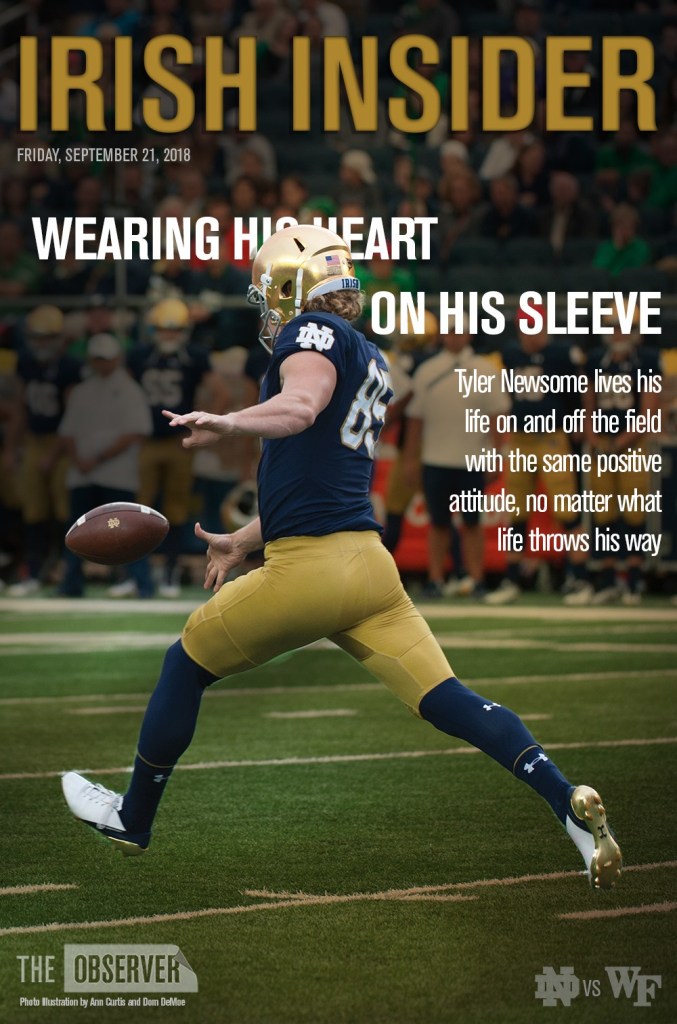 IRISH INSIDER
FRIDAY, SEPTEMBER 21, 2018
WEARING HIS HEART
ON HIS SLEEVE
Tyler Newsome lives his
life on and off the field
with the same positive
attitude, no matter what
life throws his way
IRISH
ND
85
THE OBSERVER
Photo Illustration by Ann Curtis and Dom DeMoe
ND VS WF